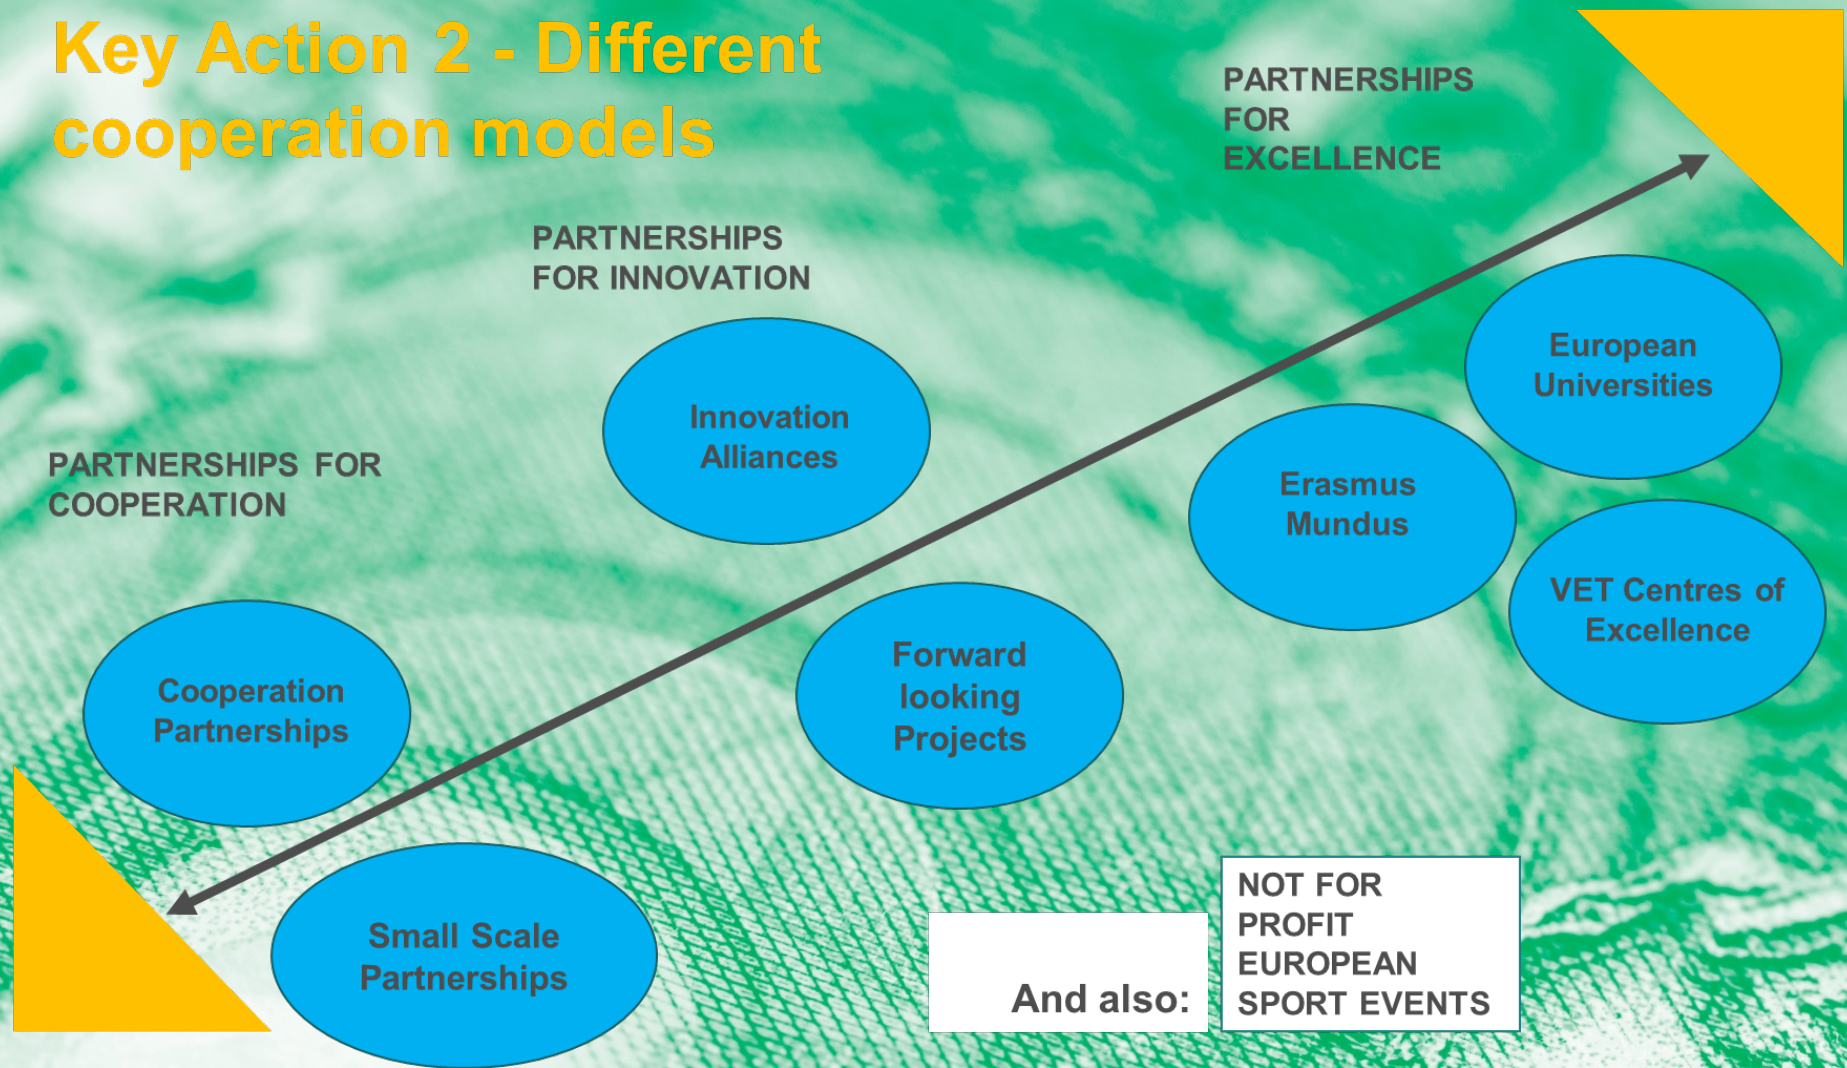 Key Action 2 - Different
cooperation models
PARTNERSHIPS
FOR
EXCELLENCE
PARTNERSHIPS
FOR INNOVATION
PARTNERSHIPS FOR
COOPERATION
European
Universities
Innovation
Alliances
Erasmus
Mundus
VET Centres of
Excellence
Forward
looking
Projects
Cooperation
Partnerships
Small Scale
Partnerships
And also:
NOT FOR
PROFIT
EUROPEAN
SPORT EVENTS